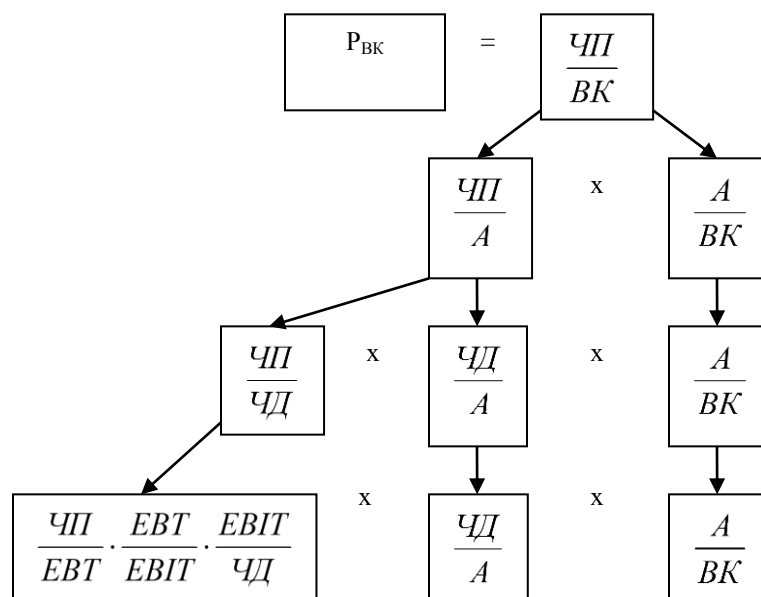 Р_ВК = ЧП/ВК
ЧП/А x А/ВК
ЧП/ЧД x ЧД/А x А/ВК
ЧП/EBT · EBT/EBIT · EBIT/ЧД x ЧД/А x А/ВК